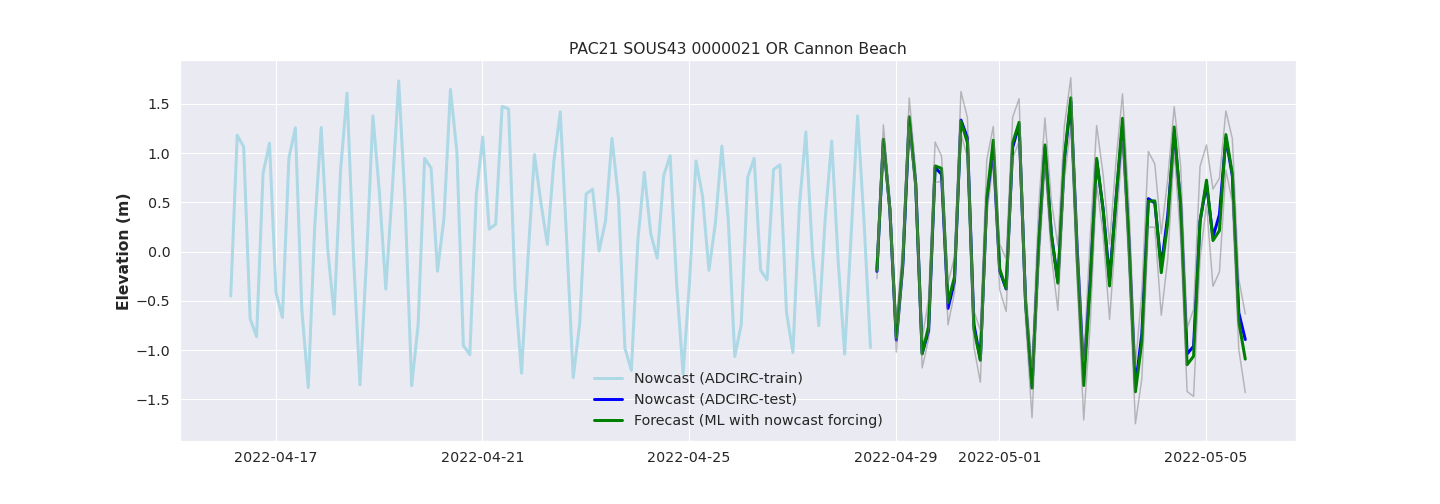 PAC21 SOUS43 0000021 OR Cannon Beach
Elevation (m)
1.5
1.0
0.5
0.0
−0.5
−1.0
−1.5
Nowcast (ADCIRC-train)
Nowcast (ADCIRC-test)
Forecast (ML with nowcast forcing)
2022-04-17 2022-04-21 2022-04-25 2022-04-29 2022-05-01 2022-05-05